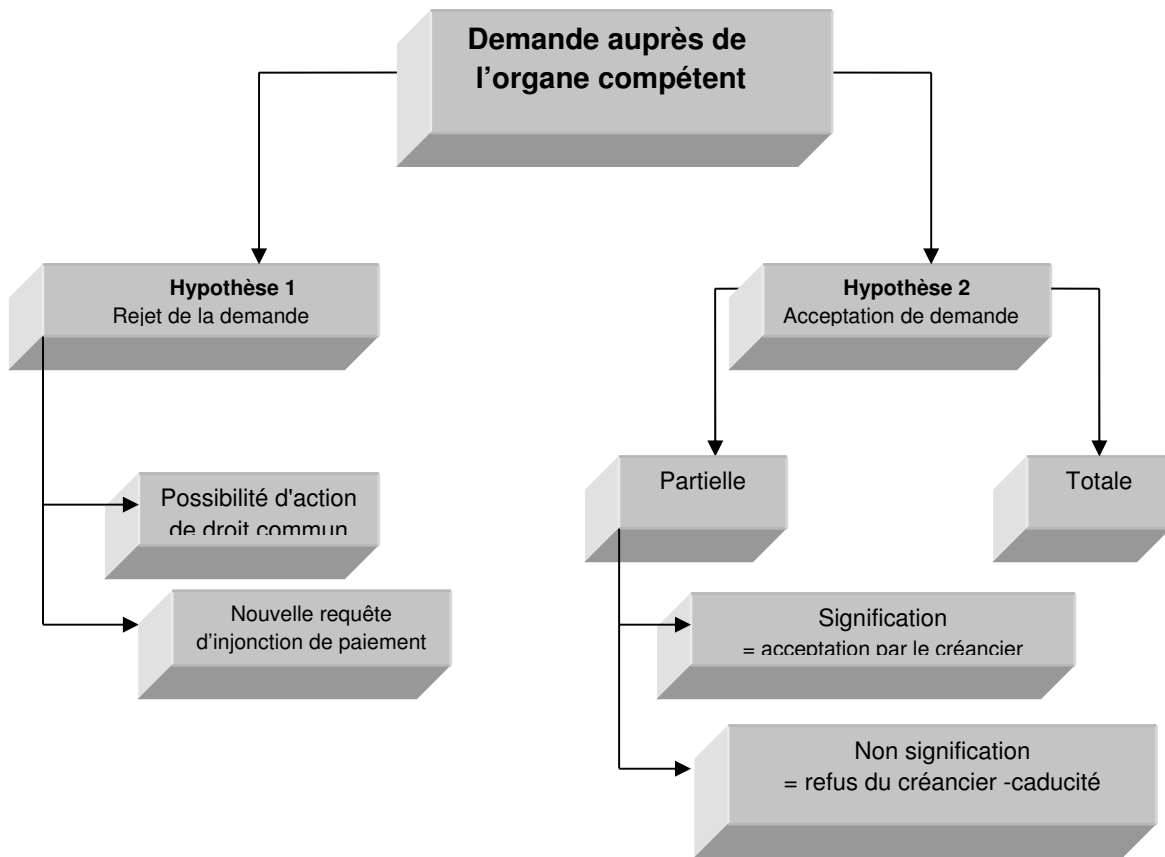 Demande auprès de
l’organe compétent
Hypothèse 1
Rejet de la demande
Hypothèse 2
Acceptation de demande
Possibilité d'action
de droit commun
Nouvelle requête
d’injonction de paiement
Partielle
Totale
Signification
= acceptation par le créancier
Non signification
= refus du créancier -caducité